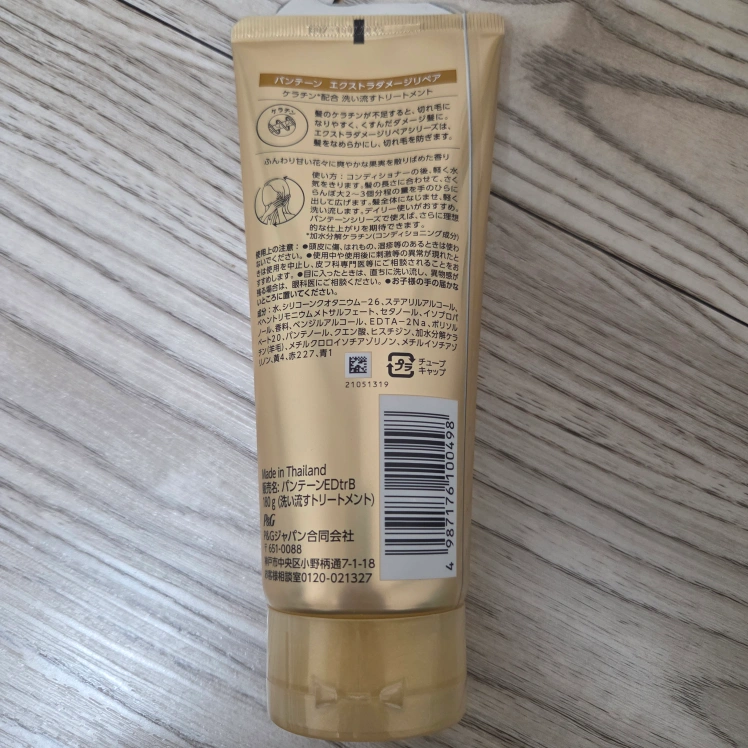 パンテーン エクストラダメージリペア
ケラチン*配合 洗い流すトリートメント
ケラチン
髪のケラチンが不足すると、切れ毛に
なりやすく、くすんだダメージ髪に。
エクストラダメージリペアシリーズは、
髪をなめらかにし、切れ毛を防ぎます。
ふんわり甘い花々に爽やかな果実を散りばめた香り
使い方：コンディショナーの後、軽く水
気をきります。髪の長さに合わせて、さく
らんぼ大2～3個分程の量を手のひらに
出して広げます。髪全体になじませ、軽く
洗い流します。デイリー使いがおすすめ。
パンテーンシリーズで使えば、さらに理想
的な仕上がりを期待できます。
*加水分解ケラチン(コンディショニング成分)
使用上の注意：●頭皮に傷、はれもの、湿疹等のあるときは使わ
ないでください。●使用中や使用後に刺激等の異常が現れたと
きは使用を中止し、皮フ科専門医等にご相談されることをお
すすめします。●目に入ったときは、直ちに洗い流し、異物感が
残る場合は、眼科医にご相談ください。●お子様の手の届かな
いところに置いてください。
成分：水、シリコーンクオタニウム-26、ステアリルアルコール、
ベヘントリモニウムメトサルフェート、セタノール、イソプロパ
ノール、香料、ベンジルアルコール、EDTA-2Na、ポリソル
ベート20、パンテノール、クエン酸、ヒスチジン、加水分解ケラ
チン(羊毛)、メチルクロロイソチアゾリノン、メチルイソチアゾ
リノン、黄4、赤227、青1
プラ
チューブ
キャップ
21051319
Made in Thailand
販売名：パンテーンEDtrB
180g (洗い流すトリートメント)
P&G
P&Gジャパン合同会社
〒651-0088
神戸市中央区小野柄通7-1-18
お客様相談室0120-021327
4 987176 100498